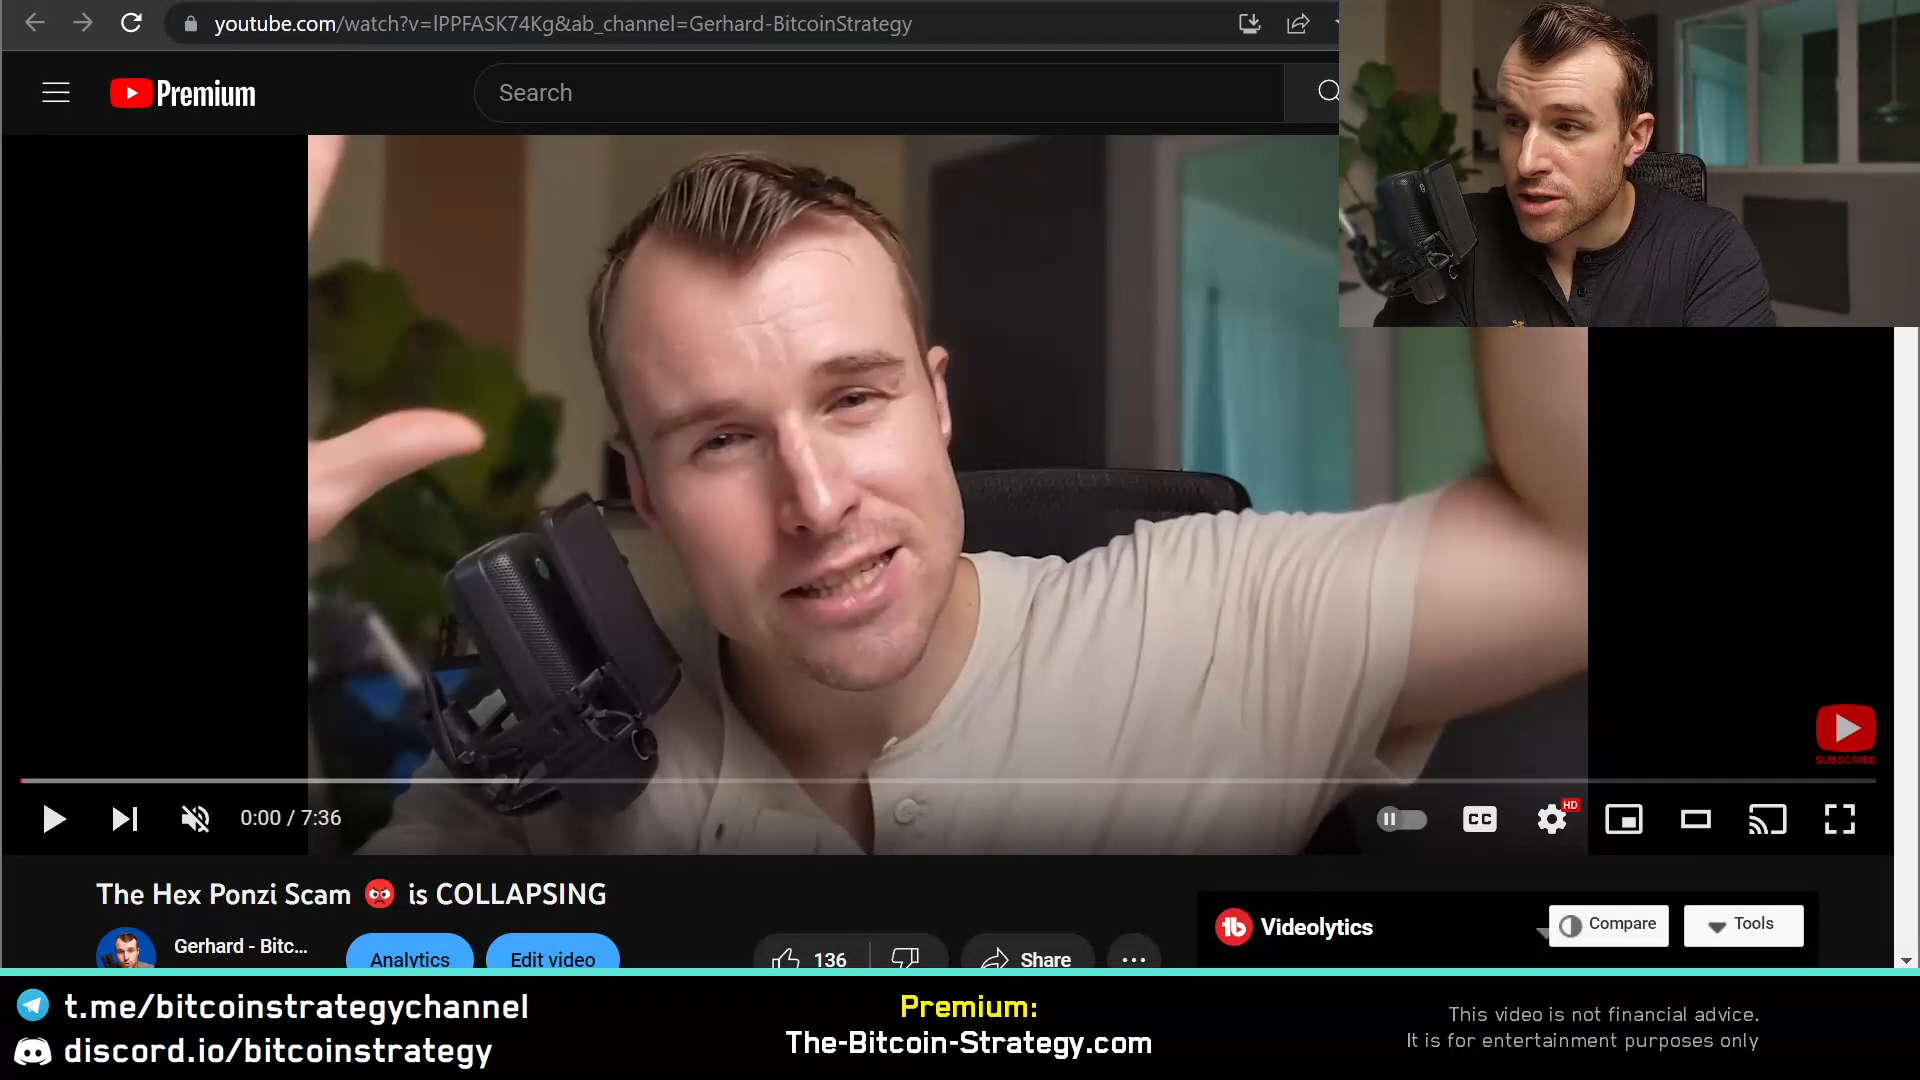 youtube.com/watch?v=lPPFASK74Kg&ab_channel=Gerhard-BitcoinStrategy
Premium
Search
SUBSCRIBE
0:00 / 7:36
CC
HD
The Hex Ponzi Scam 😡 is COLLAPSING
Gerhard - Bitc...
Analytics
Edit video
136
Share
...
tb
Videolytics
Compare
Tools
t.me/bitcoinstrategychannel
discord.io/bitcoinstrategy
Premium:
The-Bitcoin-Strategy.com
This video is not financial advice.
It is for entertainment purposes only